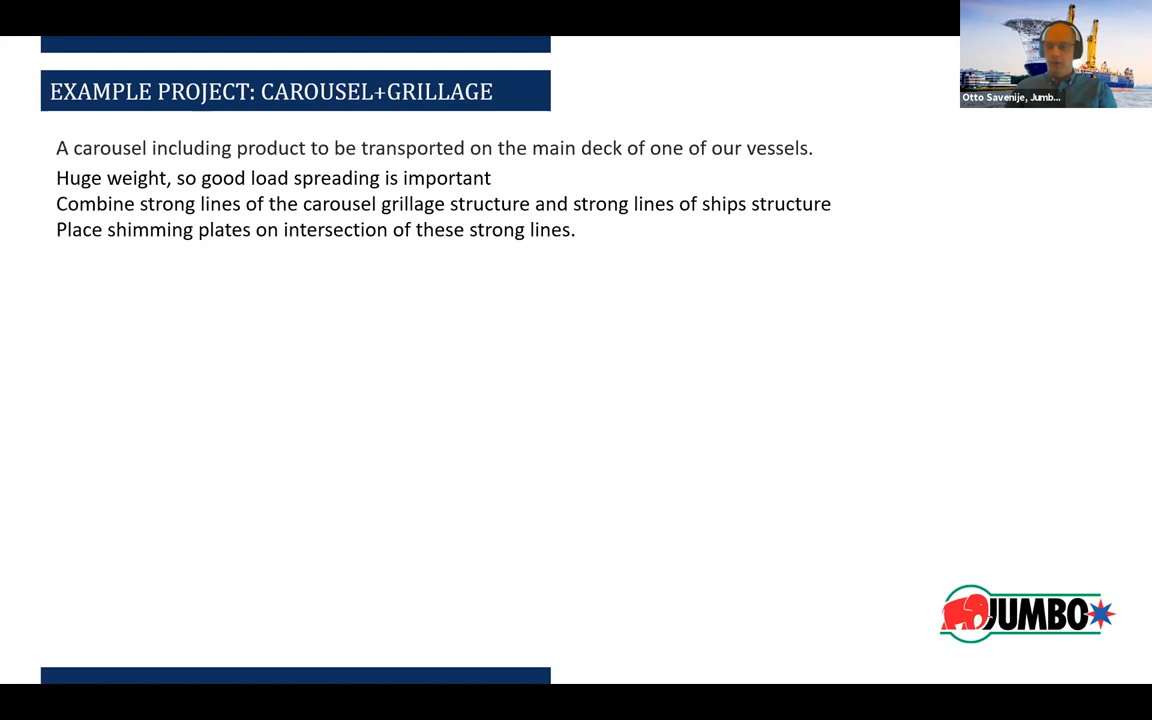 EXAMPLE PROJECT: CAROUSEL+GRILLAGE
Otto Savenije, Jumb...
A carousel including product to be transported on the main deck of one of our vessels.
Huge weight, so good load spreading is important
Combine strong lines of the carousel grillage structure and strong lines of ships structure
Place shimming plates on intersection of these strong lines.
JUMBO